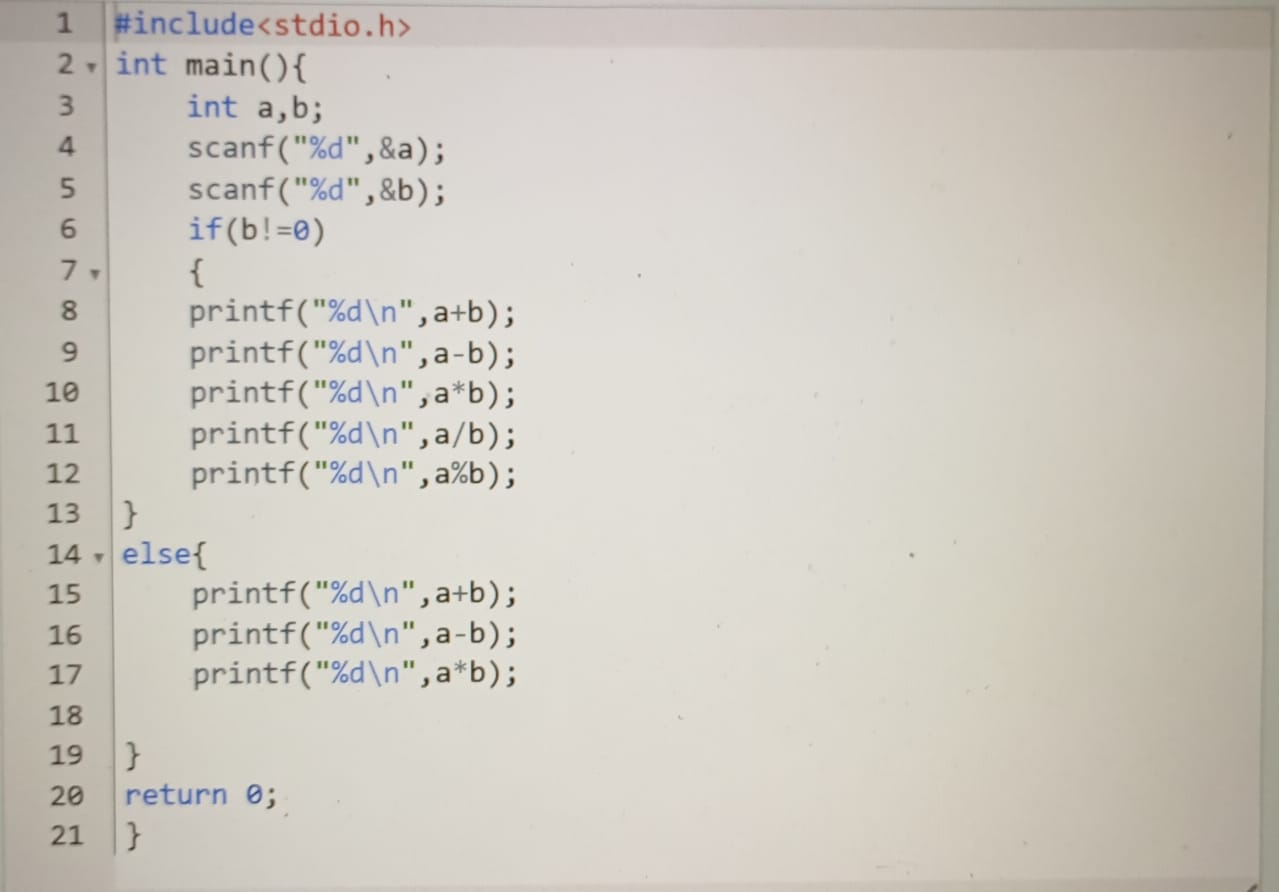 1 #include<stdio.h>
2 int main(){
3     int a,b;
4     scanf("%d",&a);
5     scanf("%d",&b);
6     if(b!=0)
7     {
8     printf("%d\n",a+b);
9     printf("%d\n",a-b);
10     printf("%d\n",a*b);
11     printf("%d\n",a/b);
12     printf("%d\n",a%b);
13 }
14 else{
15     printf("%d\n",a+b);
16     printf("%d\n",a-b);
17     printf("%d\n",a*b);
18
19 }
20 return 0;
21 }